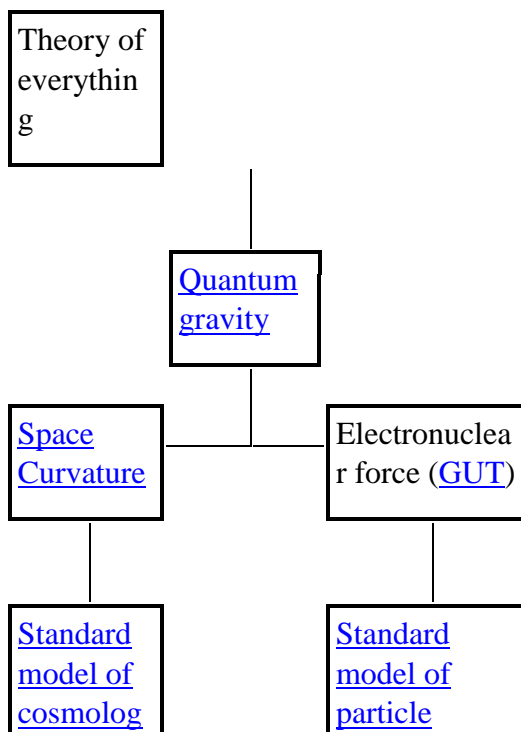 Theory of
everythin
g
Quantum
gravity
Space
Curvature
Electronuclea
r force (GUT)
Standard
model of
cosmolog
Standard
model of
particle